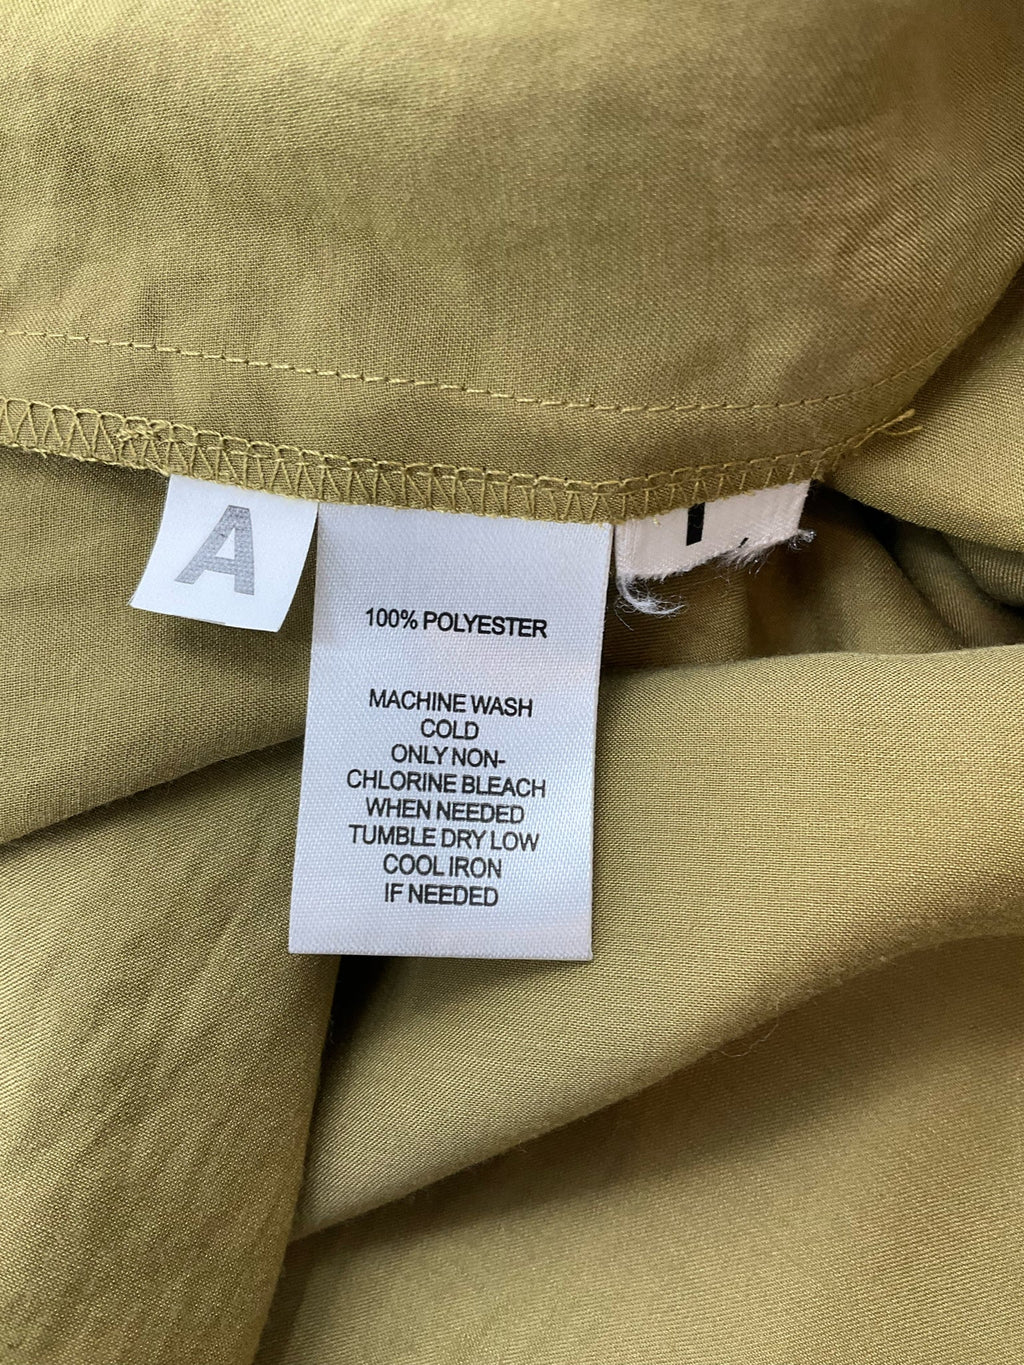 A
100% POLYESTER
MACHINE WASH
COLD
ONLY NON-
CHLORINE BLEACH
WHEN NEEDED
TUMBLE DRY LOW
COOL IRON
IF NEEDED